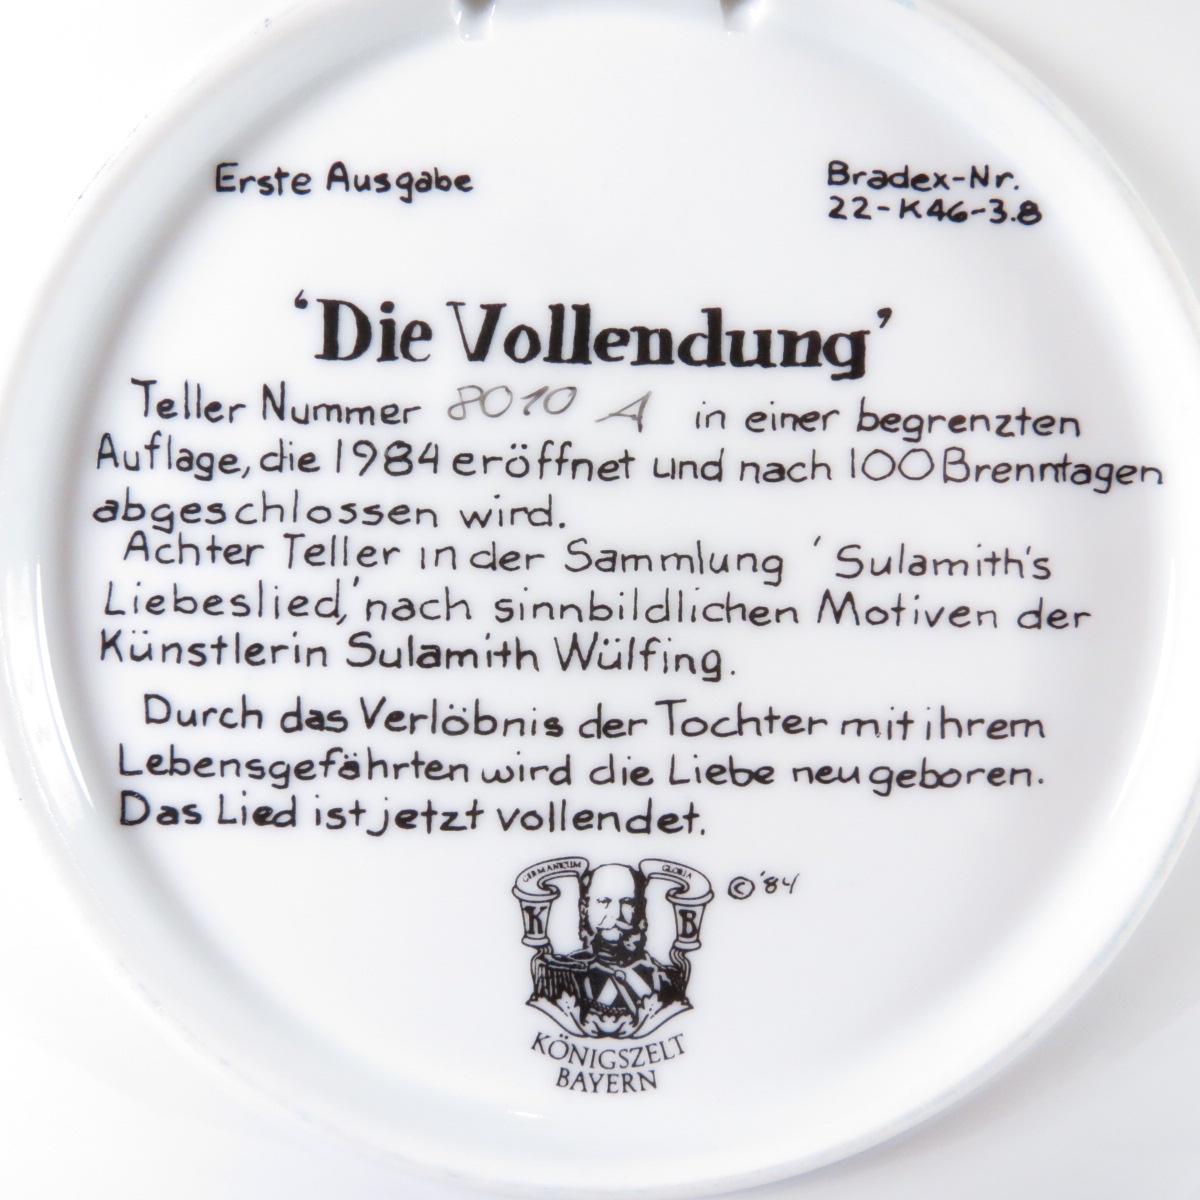 Erste Ausgabe
Bradex-Nr.
22-K46-3.8
‘Die Vollendung’
Teller Nummer 8010 A in einer begrenzten
Auflage, die 1984 eröffnet und nach 100 Brenntagen
abgeschlossen wird.
Achter Teller in der Sammlung ‘Sulamith's
Liebeslied,’ nach sinnbildlichen Motiven der
Künstlerin Sulamith Wülfing.
Durch das Verlöbnis der Tochter mit ihrem
Lebensgefährten wird die Liebe neu geboren.
Das Lied ist jetzt vollendet.
GERMANICUM GLORIA
K B
©'84
KÖNIGSZELT
BAYERN